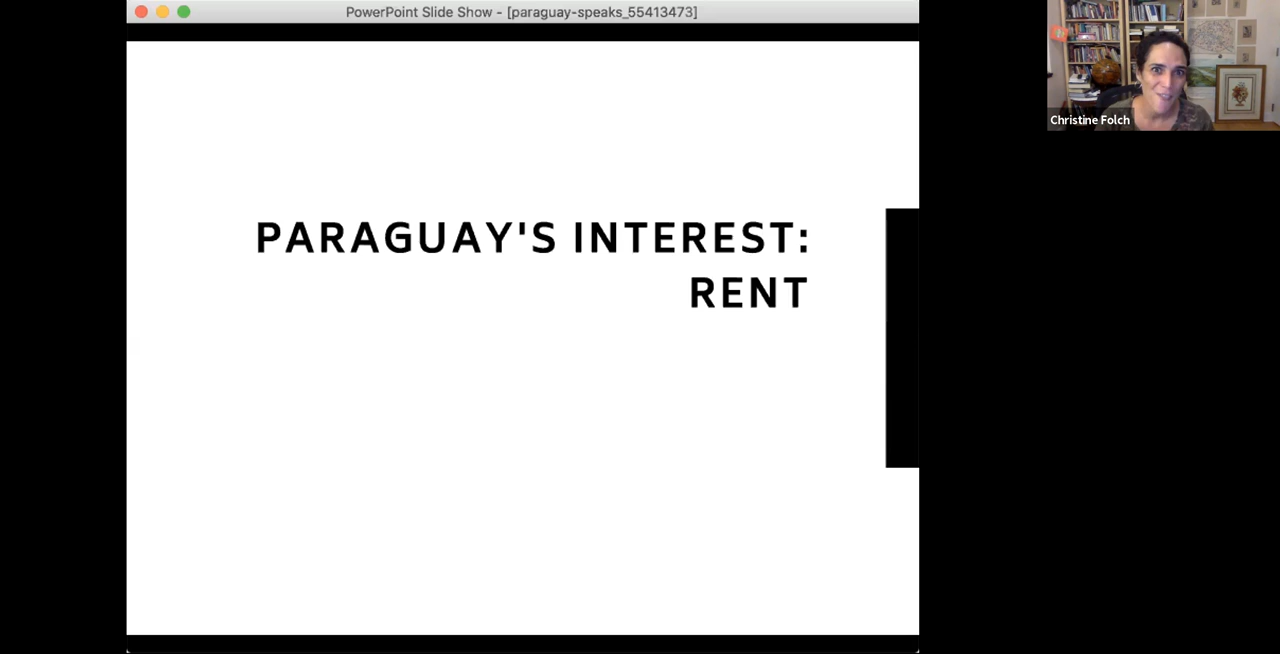 PowerPoint Slide Show - [paraguay-speaks_55413473]
PARAGUAY'S INTEREST:
RENT
Christine Folch